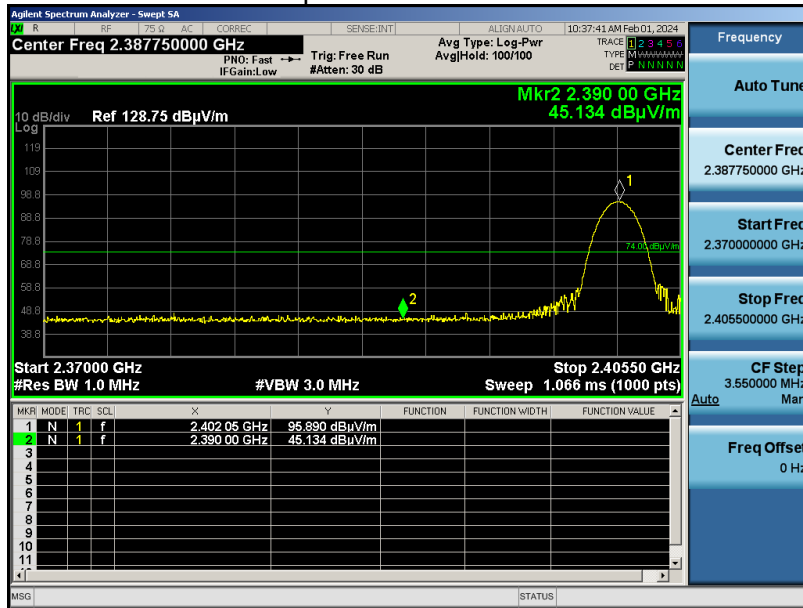 Agilent Spectrum Analyzer - Swept SA
LXI R RF 75 Ω AC CORREC SENSE:INT ALIGN AUTO 10:37:41 AM Feb 01, 2024
Center Freq 2.387750000 GHz
PNO: Fast
IFGain:Low
Trig: Free Run
#Atten: 30 dB
Avg Type: Log-Pwr
Avg|Hold: 100/100
TRACE 1 2 3 4 5 6
TYPE M
DET P N N N N N
Mkr2 2.390 00 GHz
45.134 dBµV/m
10 dB/div Ref 128.75 dBµV/m
Log
119
109
98.8
88.8
78.8
68.8
58.8
48.8
38.8
1
2
74.00 dBµV/m
Start 2.37000 GHz Stop 2.40550 GHz
#Res BW 1.0 MHz #VBW 3.0 MHz Sweep 1.066 ms (1000 pts)
MKR MODE TRC SCL X Y FUNCTION FUNCTION WIDTH FUNCTION VALUE
1 N 1 f 2.402 05 GHz 95.890 dBµV/m
2 N 1 f 2.390 00 GHz 45.134 dBµV/m
3
4
5
6
7
8
9
10
11
MSG STATUS
Frequency
Auto Tune
Center Freq
2.387750000 GHz
Start Freq
2.370000000 GHz
Stop Freq
2.405500000 GHz
CF Step
3.550000 MHz
Auto Man
Freq Offset
0 Hz